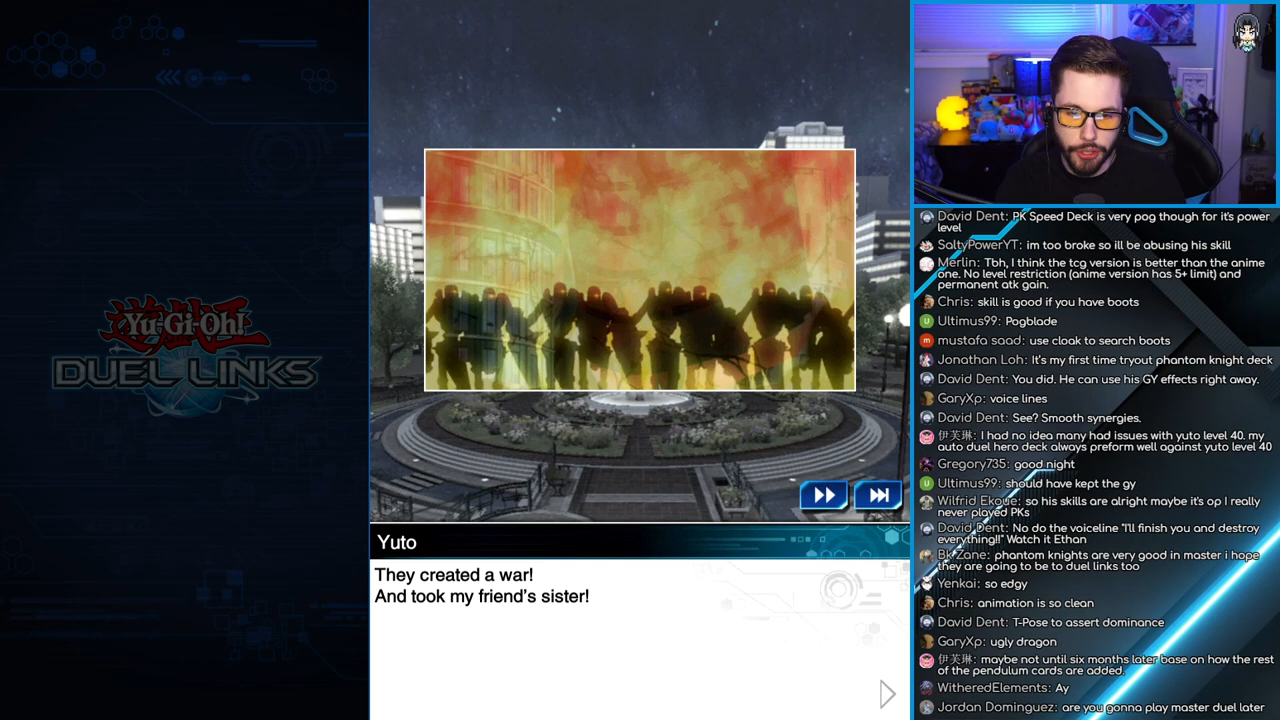 Yu-Gi-Oh!
DUEL LINKS
Yuto
They created a war!
And took my friend's sister!
David Dent: PK Speed Deck is very pog though for it's power
level
SaltyPowerYT: im too broke so ill be abusing his skill
Merlin: Tbh, I think the tcg version is better than the anime
one. No level restriction (anime version has 5+ limit) and
permanent atk gain.
Chris: skill is good if you have boots
U
Ultimus99: Pogblade
m
mustafa saad: use cloak to search boots
Jonathan Loh: It's my first time tryout phantom knight deck
David Dent: You did. He can use his GY effects right away.
GaryXp: voice lines
David Dent: See? Smooth synergies.
伊芙琳: I had no idea many had issues with yuto level 40. my
auto duel hero deck always preform well against yuto level 40
Gregory735: good night
U
Ultimus99: should have kept the gy
Wilfrid Ekoue: so his skills are alright maybe it's op I really
never played PKs
David Dent: No do the voiceline "I'll finish you and destroy
everything!!" Watch it Ethan
Bk Zane: phantom knights are very good in master i hope
they are going to be to duel links too
Yenkai: so edgy
Chris: animation is so clean
David Dent: T-Pose to assert dominance
GaryXp: ugly dragon
伊芙琳: maybe not until six months later base on how the rest
of the pendulum cards are added.
WitheredElements: Ay
Jordan Dominguez: are you gonna play master duel later